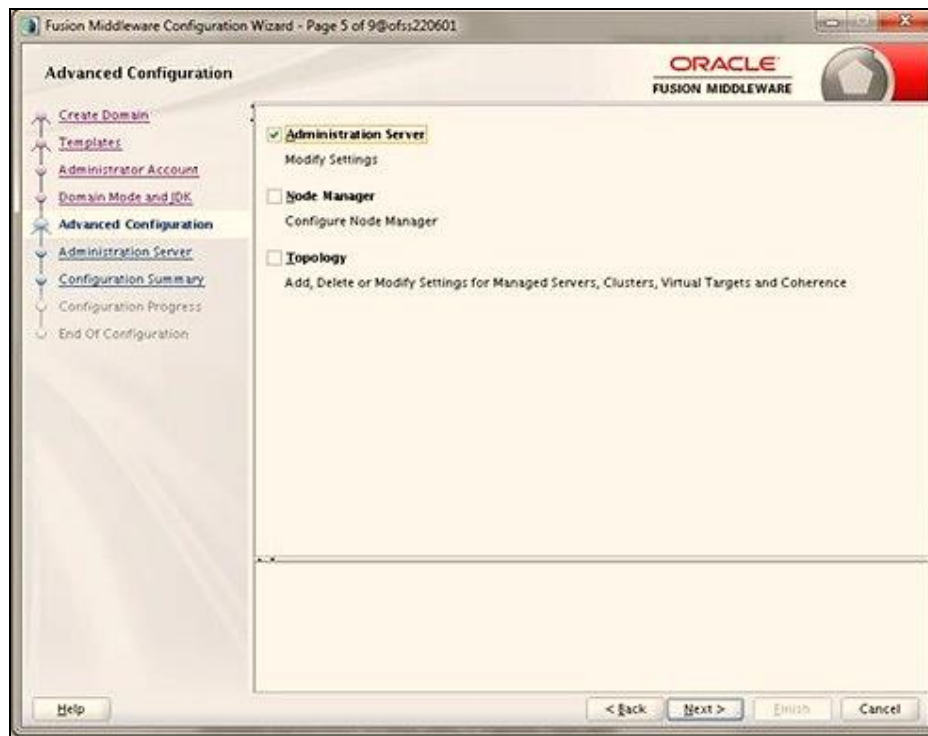 Fusion Middleware Configuration Wizard - Page 5 of 9@ofss220601
Advanced Configuration
ORACLE
FUSION MIDDLEWARE
Create Domain
Templates
Administrator Account
Domain Mode and JDK
Advanced Configuration
Administration Server
Configuration Summary
Configuration Progress
End Of Configuration
Administration Server
Modify Settings
Node Manager
Configure Node Manager
Topology
Add, Delete or Modify Settings for Managed Servers, Clusters, Virtual Targets and Coherence
Help
< Back
Next >
Finish
Cancel